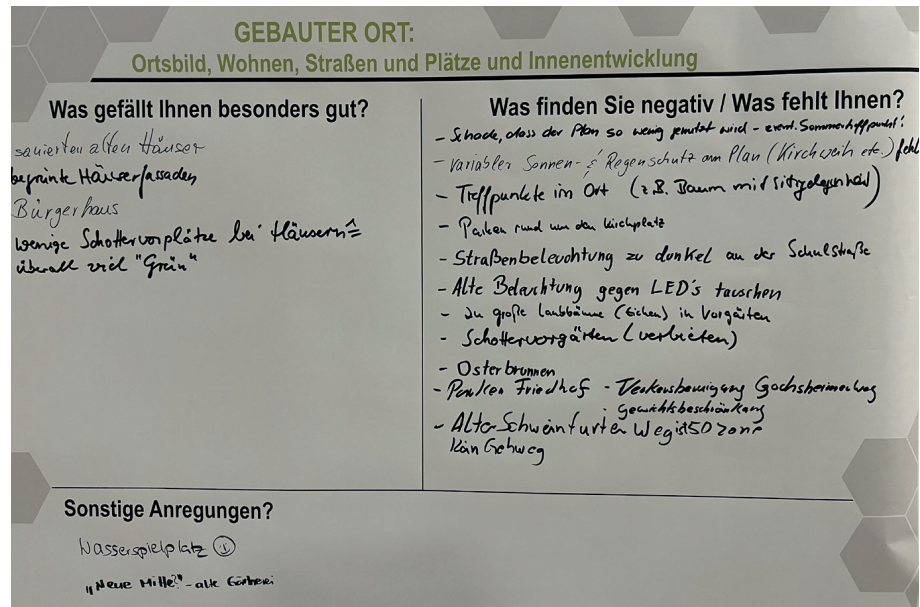 GEBAUTER ORT:
Ortsbild, Wohnen, Straßen und Plätze und Innenentwicklung
Was gefällt Ihnen besonders gut?
sanierten alten Häuser
begrünte Häuserfassaden
Bürgerhaus
wenige Schottervorplätze bei Häusern ^=
überall viel "Grün"
Was finden Sie negativ / Was fehlt Ihnen?
- Schade, dass der Plan so wenig genutzt wird - event. Sommertreffpunkt!
- variabler Sonnen- & Regenschutz am Plan (Kirchweih etc.) fehlt
- Treffpunkte im Ort (z.B. Baum mit Sitzgelegenheit)
- Parken rund um den Kirchplatz
- Straßenbeleuchtung zu dunkel an der Schulstraße
- Alte Beleuchtung gegen LED's tauschen
- zu große Laubbäume (Eichen) in Vorgärten
- Schottervorgärten (verbieten)
- Osterbrunnen
- Parken Friedhof - Gochsheimerweg
- Gewichtsbeschränkung
- Alter Schweinfurter Weg ist 50 zone
Kän Gehweg
Sonstige Anregungen?
Wasserspielplatz
"Neue Mitte?" - alte Gärtnerei